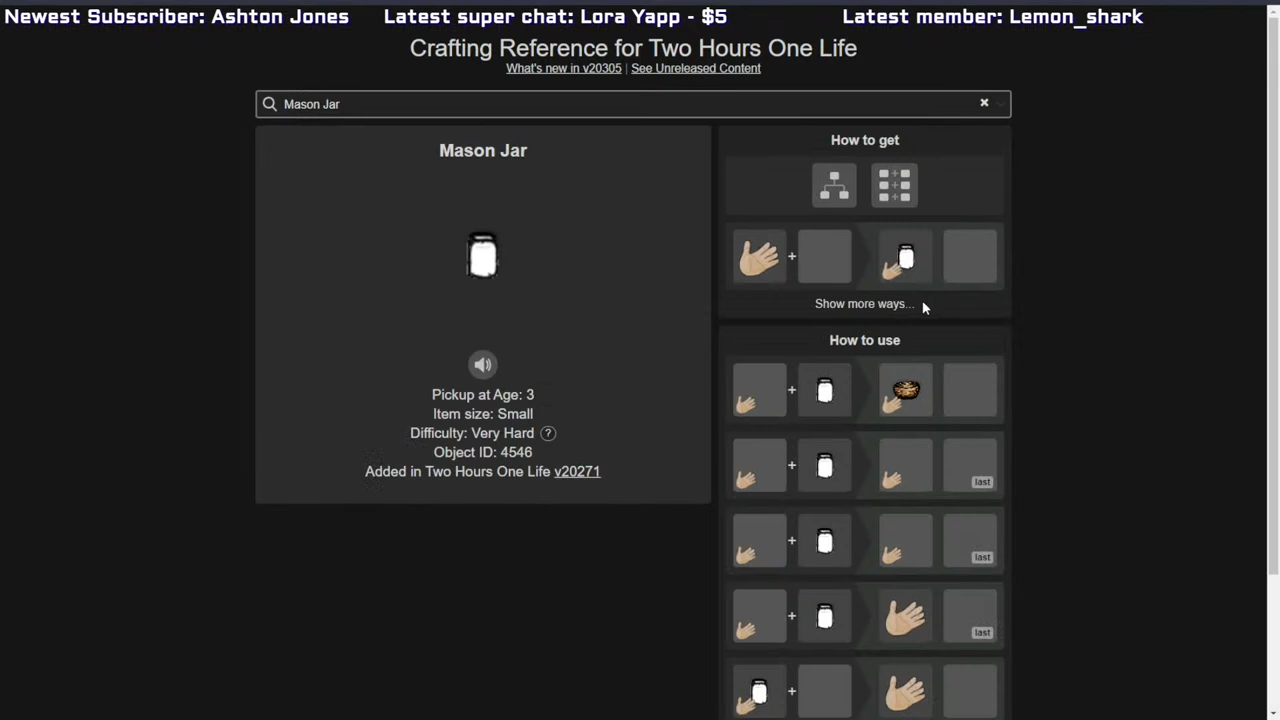 Newest Subscriber: Ashton Jones Latest super chat: Lora Yapp - $5 Latest member: Lemon_shark
Crafting Reference for Two Hours One Life
What's new in v20305 | See Unreleased Content
Mason Jar
Mason Jar
Pickup at Age: 3
Item size: Small
Difficulty: Very Hard ?
Object ID: 4546
Added in Two Hours One Life v20271
How to get
+
Show more ways...
How to use
+
+ last
+ last
+ last
+